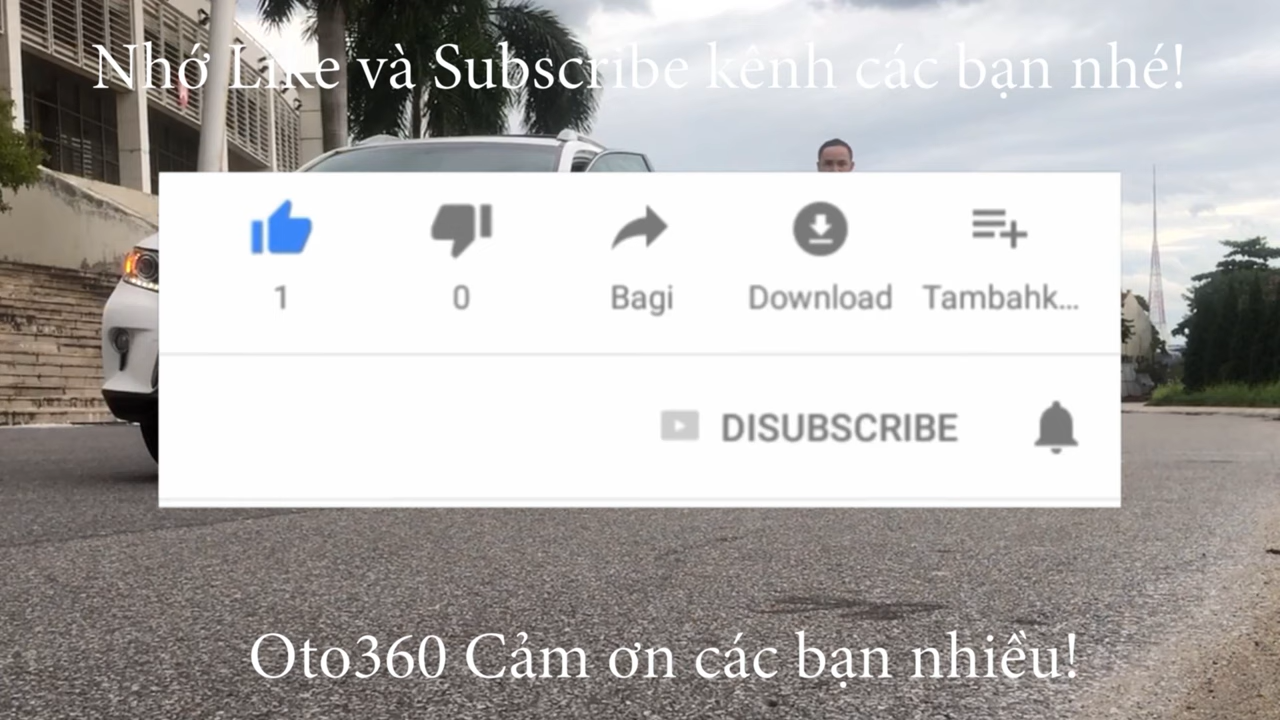 Nhớ Like và Subscribe kênh các bạn nhé!
1 0 Bagi Download Tambahk...
DISUBSCRIBE
Oto360 Cảm ơn các bạn nhiều!